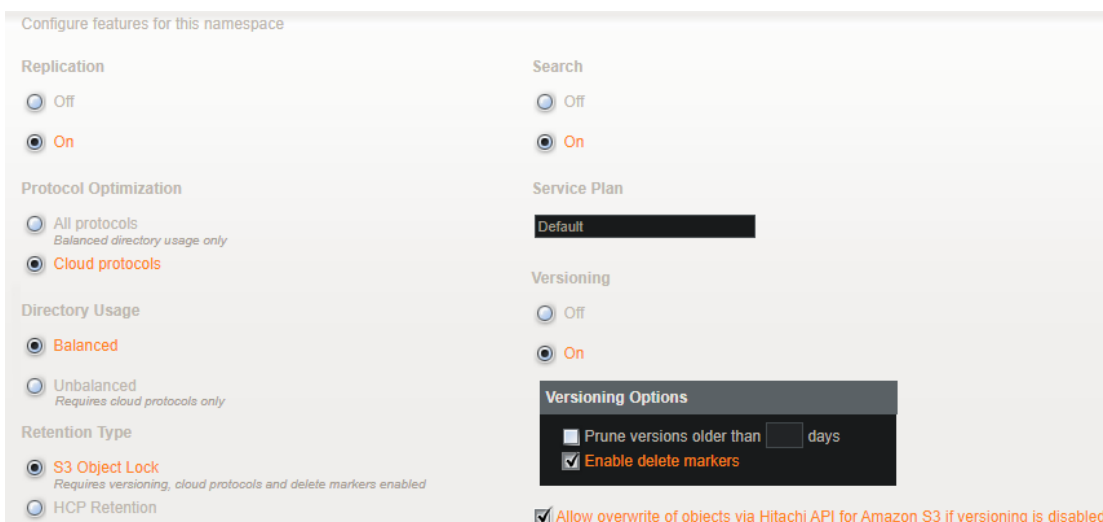 Configure features for this namespace
Replication
Off
On
Protocol Optimization
All protocols
Balanced directory usage only
Cloud protocols
Directory Usage
Balanced
Unbalanced
Requires cloud protocols only
Retention Type
S3 Object Lock
Requires versioning, cloud protocols and delete markers enabled
HCP Retention
Search
Off
On
Service Plan
Default
Versioning
Off
On
Versioning Options
Prune versions older than days
Enable delete markers
Allow overwrite of objects via Hitachi API for Amazon S3 if versioning is disabled